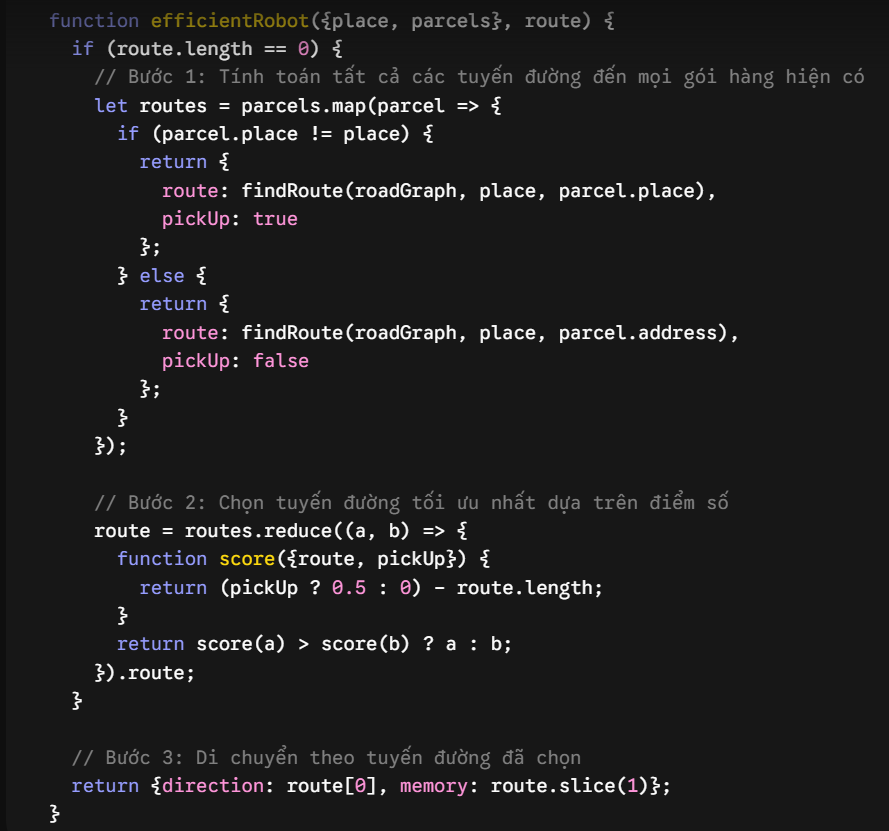 function efficientRobot({place, parcels}, route) {
  if (route.length == 0) {
    // Bước 1: Tính toán tất cả các tuyến đường đến mọi gói hàng hiện có
    let routes = parcels.map(parcel => {
      if (parcel.place != place) {
        return {
          route: findRoute(roadGraph, place, parcel.place),
          pickUp: true
        };
      } else {
        return {
          route: findRoute(roadGraph, place, parcel.address),
          pickUp: false
        };
      }
    });

    // Bước 2: Chọn tuyến đường tối ưu nhất dựa trên điểm số
    route = routes.reduce((a, b) => {
      function score({route, pickUp}) {
        return (pickUp ? 0.5 : 0) - route.length;
      }
      return score(a) > score(b) ? a : b;
    }).route;
  }

  // Bước 3: Di chuyển theo tuyến đường đã chọn
  return {direction: route[0], memory: route.slice(1)};
}